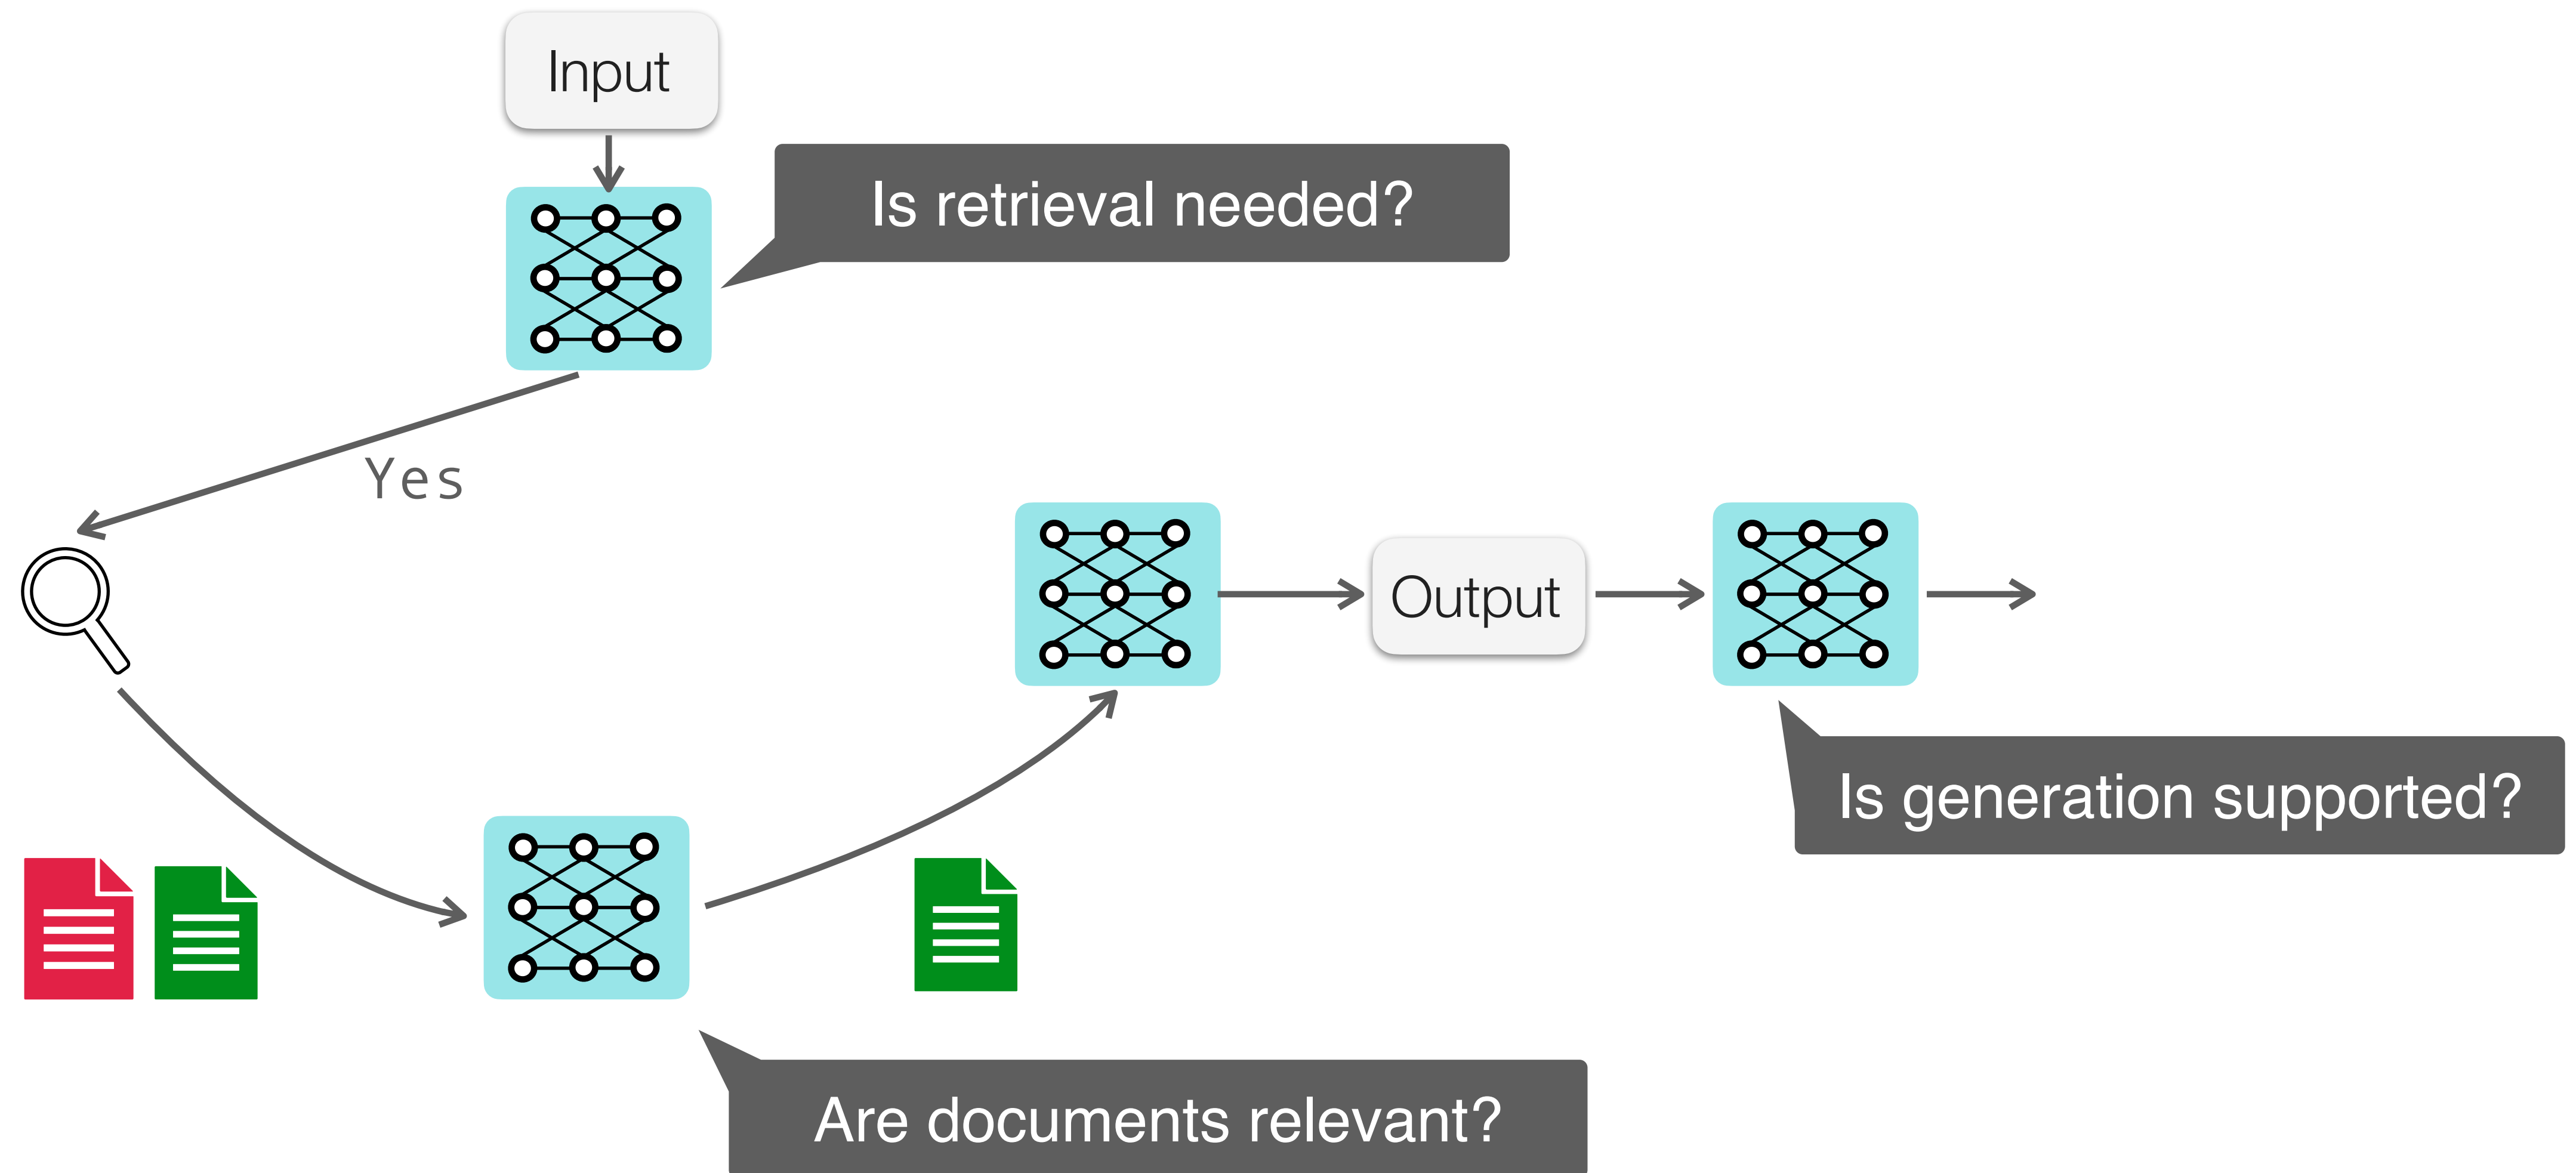 Input
Is retrieval needed?
Yes
Output
Is generation supported?
Are documents relevant?